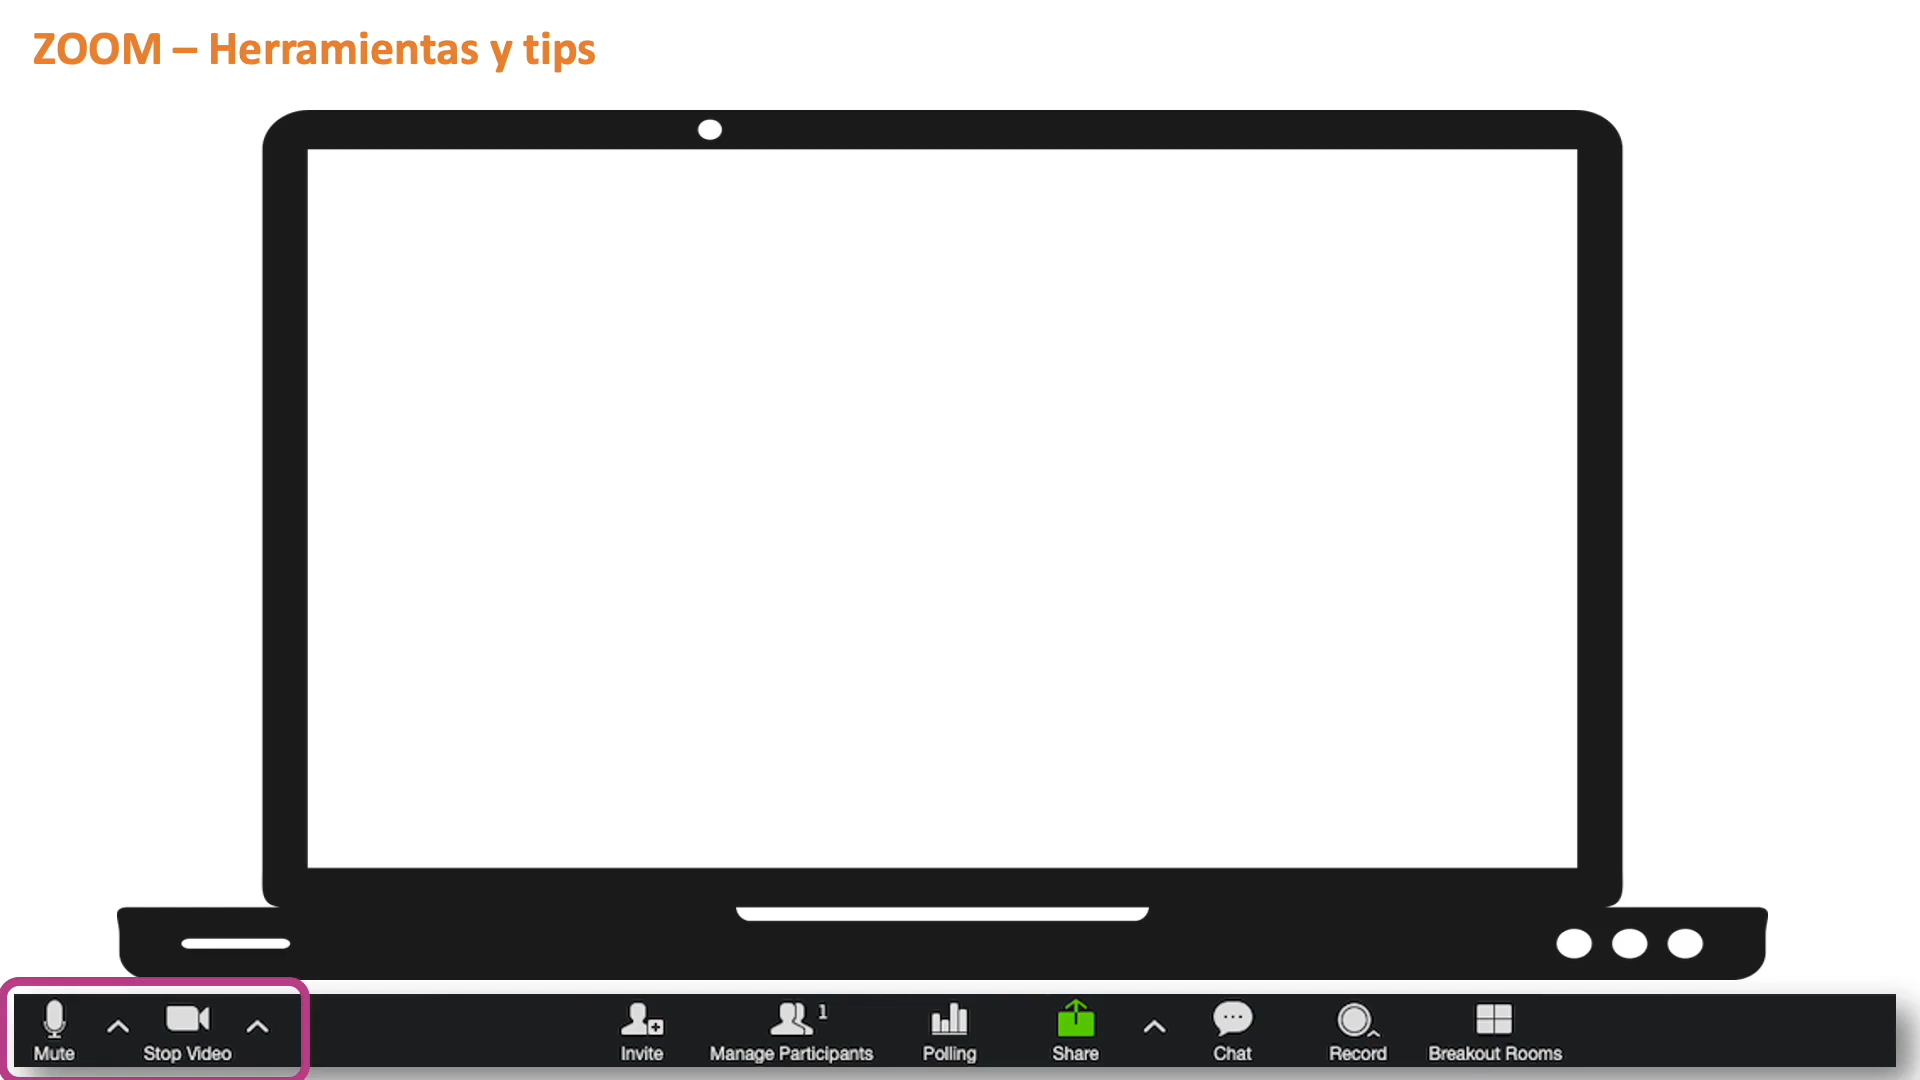 ZOOM – Herramientas y tips
1
Mute Stop Video Invite Manage Participants Polling Share Chat Record Breakout Rooms